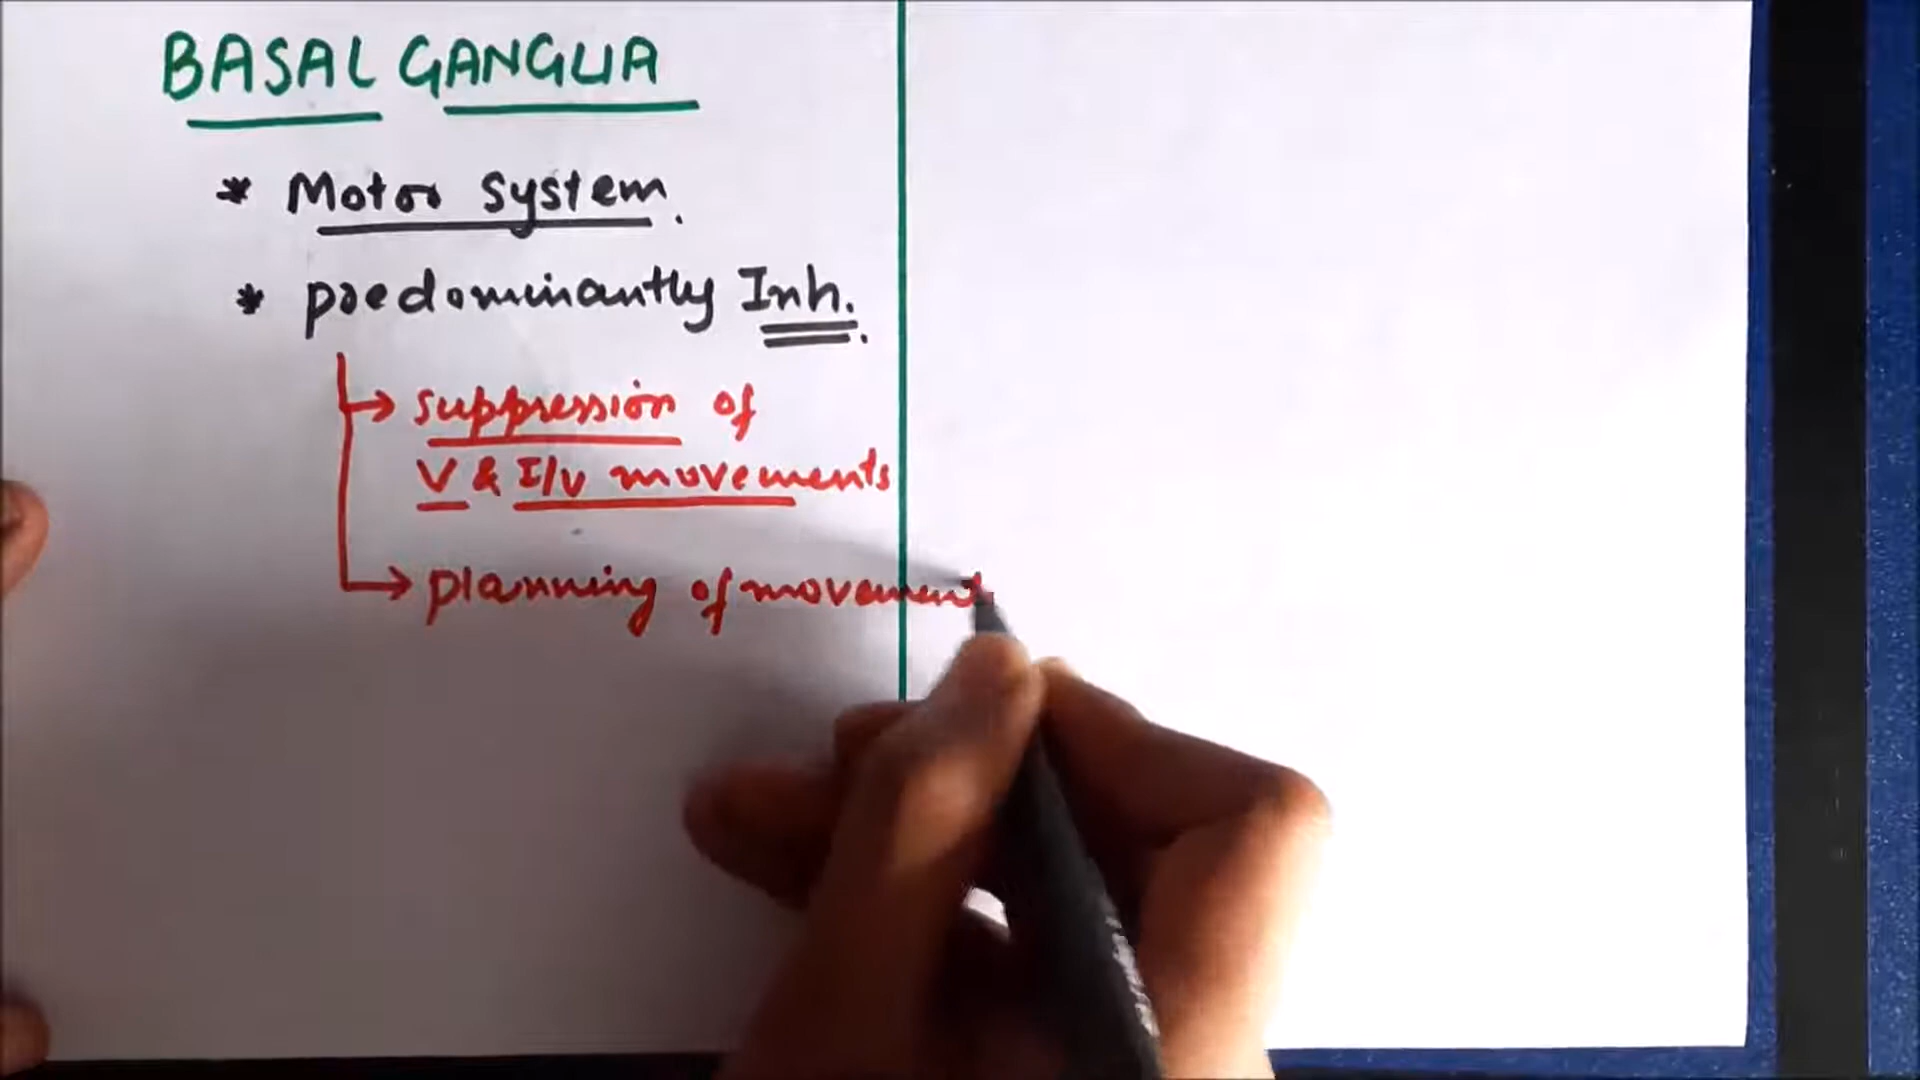 BASAL GANGLIA
* Motor System.
* predominantly Inh.
→ suppression of
V & I/V movements
→ planning of movement